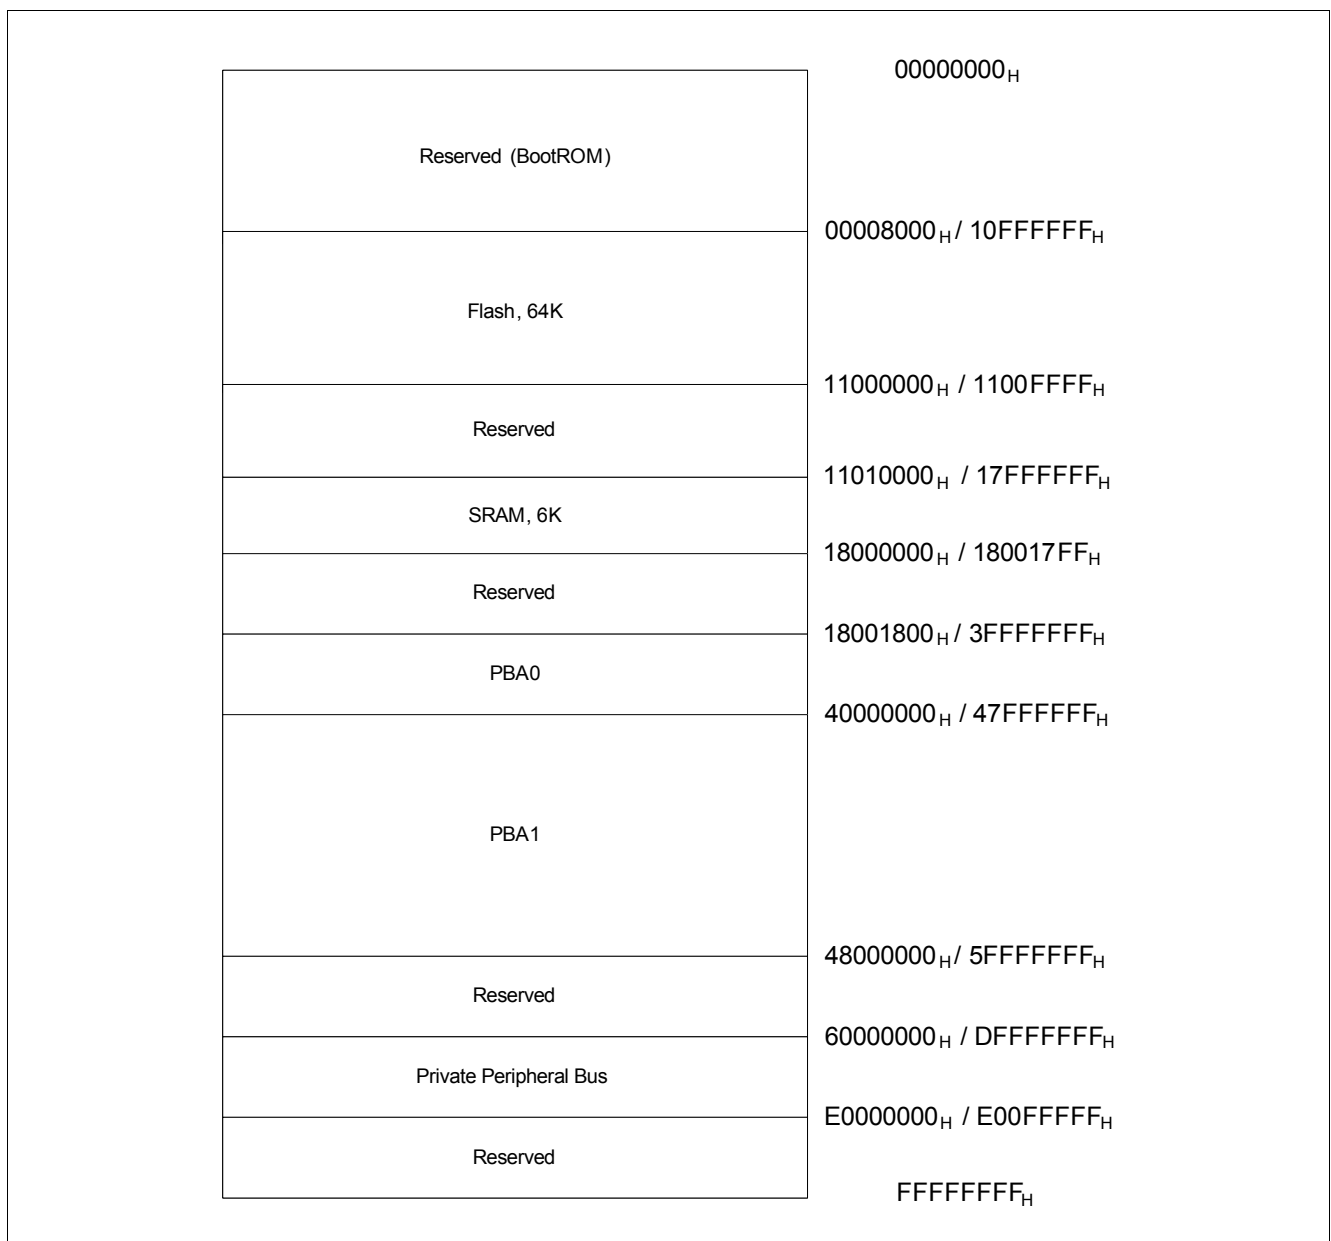 00000000H
Reserved (BootROM)
00008000H / 10FFFFFFH
Flash, 64K
11000000H / 1100FFFFH
Reserved
11010000H / 17FFFFFFH
SRAM, 6K
18000000H / 180017FFH
Reserved
18001800H / 3FFFFFFFH
PBA0
40000000H / 47FFFFFFH
PBA1
48000000H / 5FFFFFFFH
Reserved
60000000H / DFFFFFFFH
Private Peripheral Bus
E0000000H / E00FFFFFH
Reserved
FFFFFFFFH